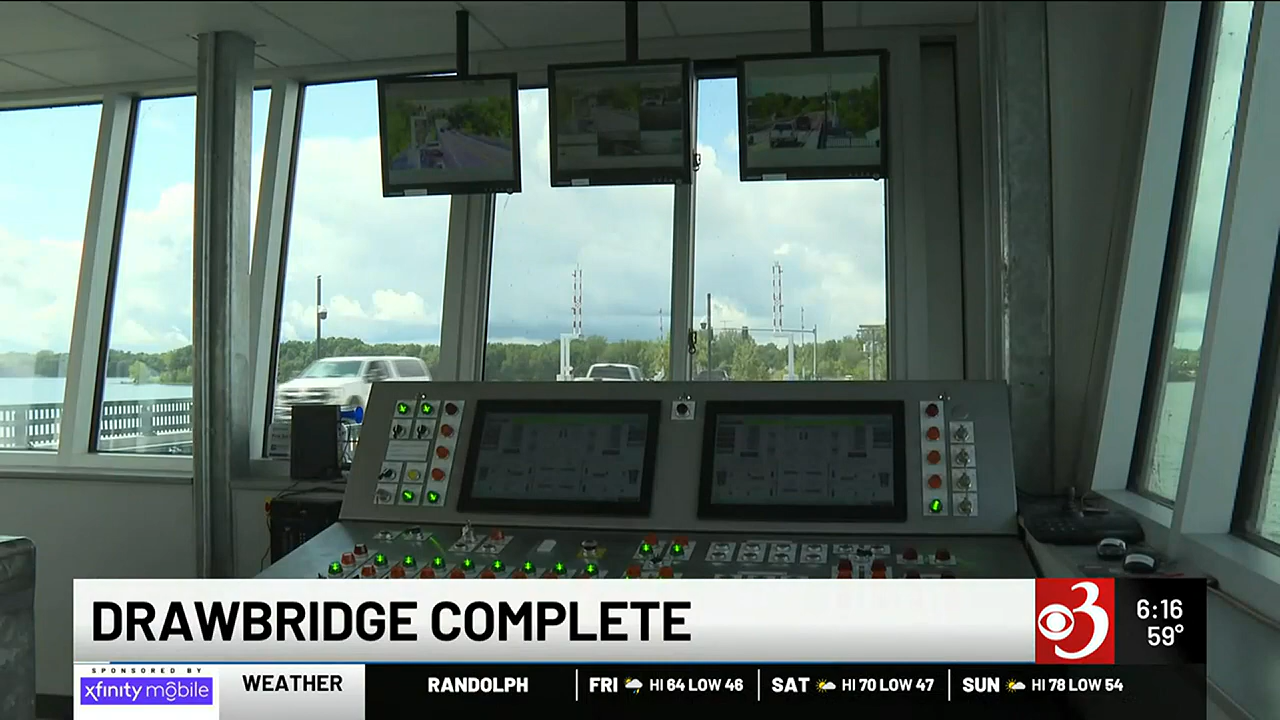 DRAWBRIDGE COMPLETE
3
6:16
59°
SPONSORED BY
xfinity mobile
WEATHER
RANDOLPH
FRI HI 64 LOW 46
SAT HI 70 LOW 47
SUN HI 78 LOW 54